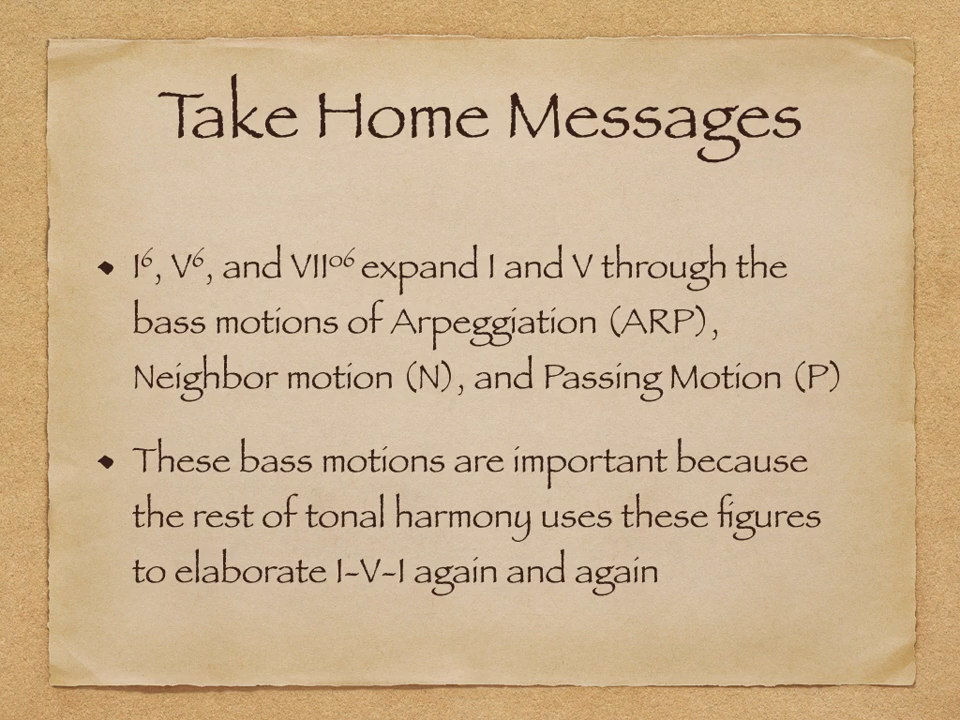 Take Home Messages
• I⁶, V⁶, and VII°⁶ expand I and V through the
bass motions of Arpeggiation (ARP),
Neighbor motion (N), and Passing Motion (P)
• These bass motions are important because
the rest of tonal harmony uses these figures
to elaborate I-V-I again and again